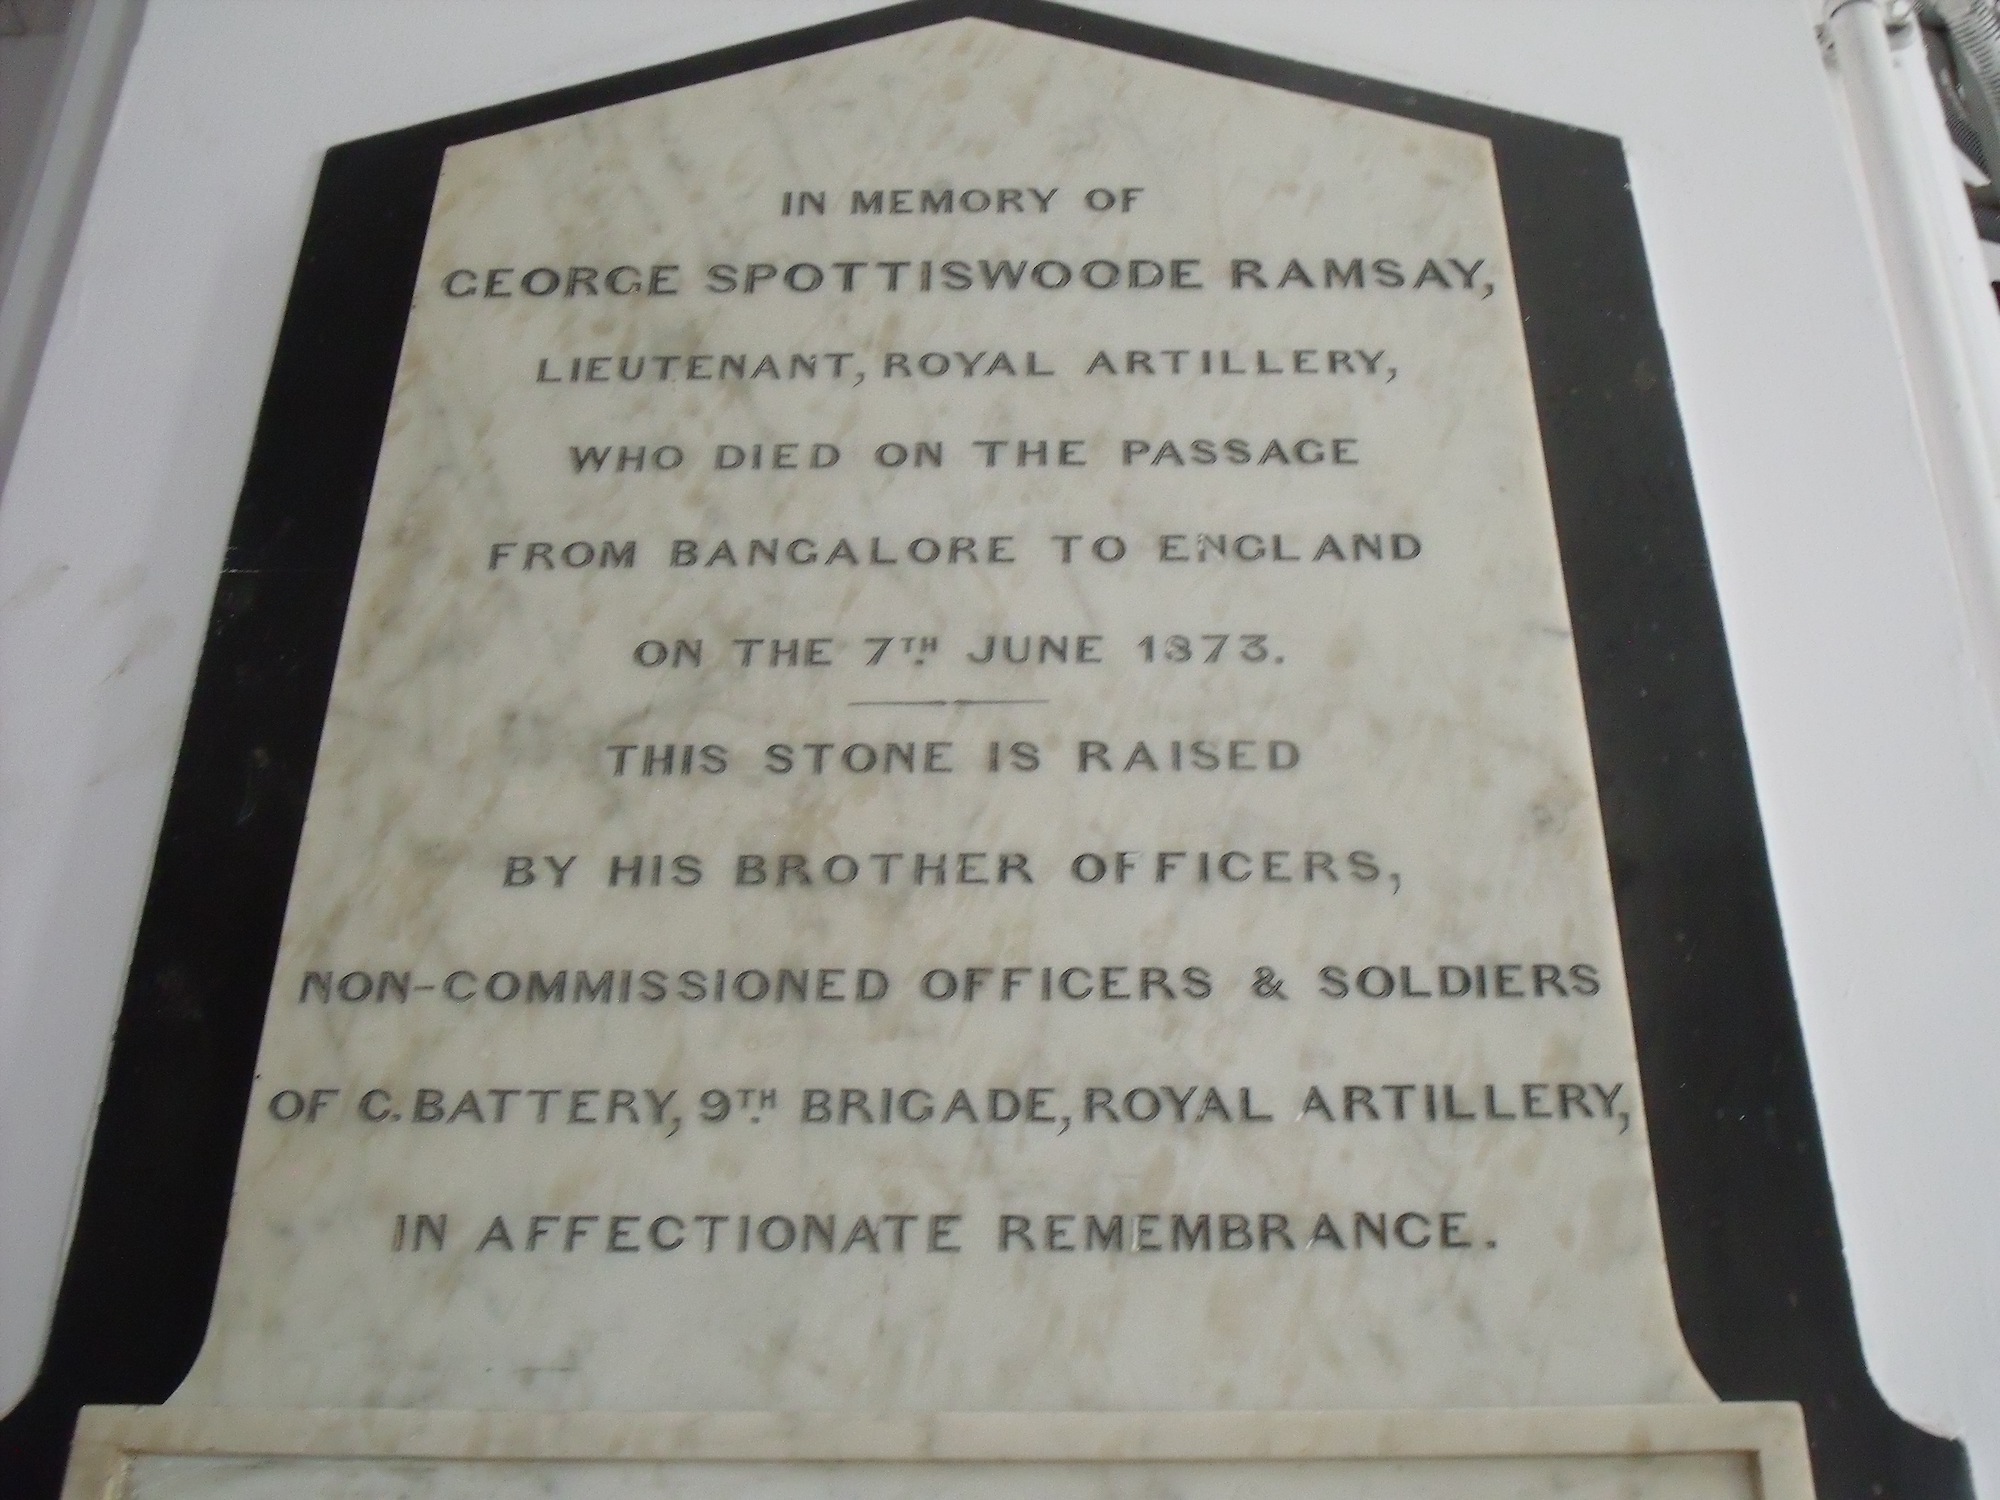 IN MEMORY OF
GEORGE SPOTTISWOODE RAMSAY,
LIEUTENANT, ROYAL ARTILLERY,
WHO DIED ON THE PASSAGE
FROM BANGALORE TO ENGLAND
ON THE 7TH. JUNE 1873.
THIS STONE IS RAISED
BY HIS BROTHER OFFICERS,
NON-COMMISSIONED OFFICERS & SOLDIERS
OF C. BATTERY, 9TH. BRIGADE, ROYAL ARTILLERY,
IN AFFECTIONATE REMEMBRANCE.